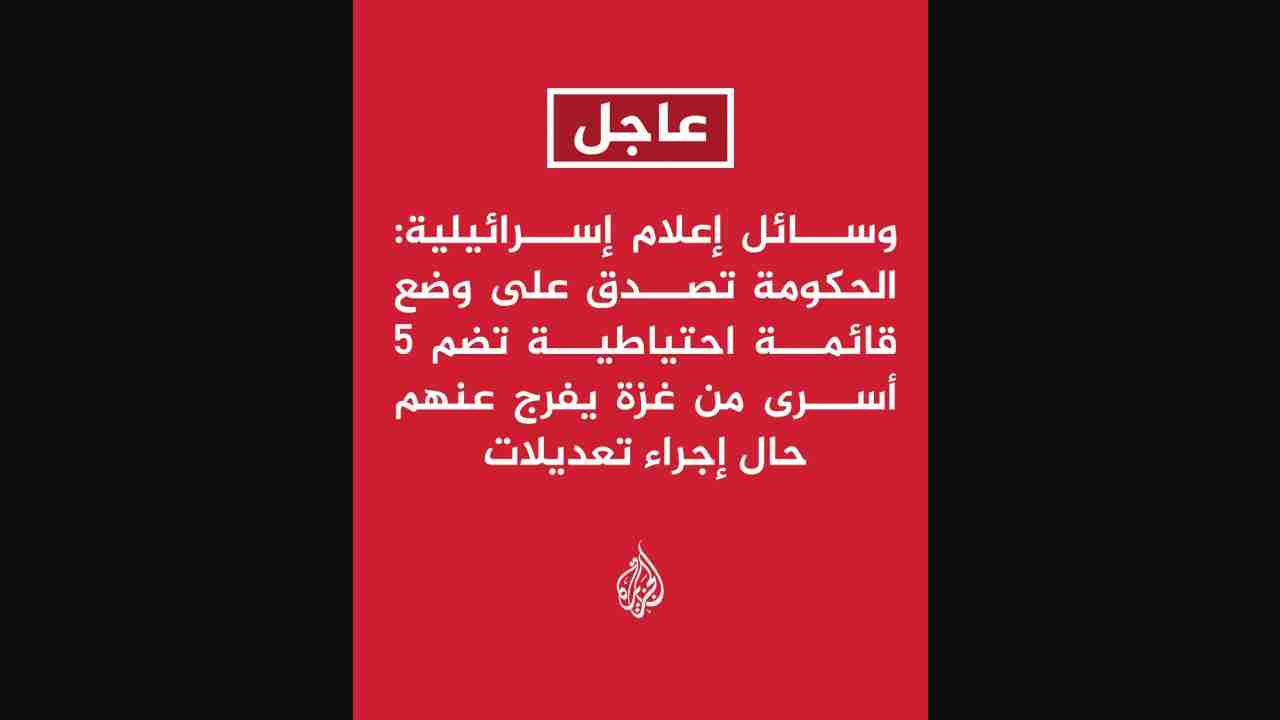 عاجل
وسائل إعلام إسرائيلية:
الحكومة تصدق على وضع
قائمة احتياطية تضم 5
أسرى من غزة يفرج عنهم
حال إجراء تعديلات
الجزيرة